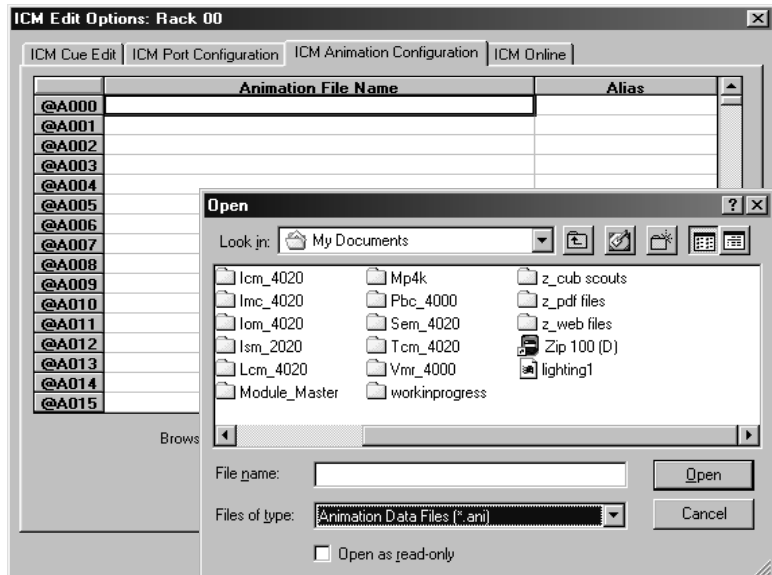 ICM Edit Options: Rack 00
ICM Cue Edit | ICM Port Configuration | ICM Animation Configuration | ICM Online
Animation File Name Alias
@A000
@A001
@A002
@A003
@A004
@A005
@A006
@A007
@A008
@A009
@A010
@A011
@A012
@A013
@A014
@A015
Brows
Open
Look in: My Documents
Icm_4020 Mp4k z_cub scouts
Imc_4020 Pbc_4000 z_pdf files
Iom_4020 Sem_4020 z_web files
Ism_2020 Tcm_4020 Zip 100 (D)
Lcm_4020 Vmr_4000 lighting1
Module_Master workinprogress
File name: Open
Files of type: Animation Data Files (*.ani) Cancel
Open as read-only